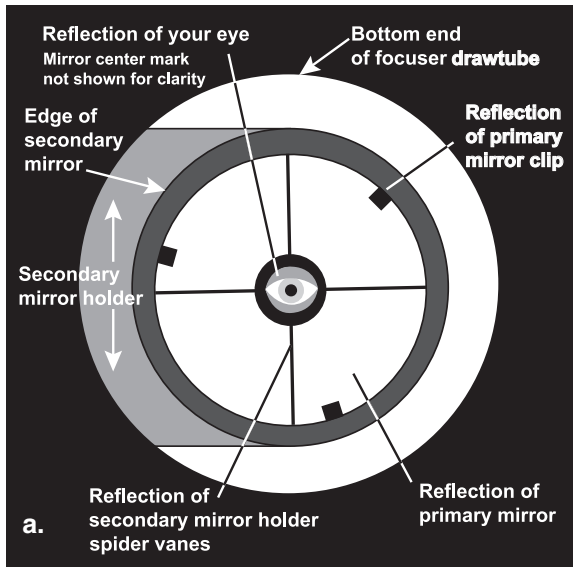 Reflection of your eye
Mirror center mark
not shown for clarity
Bottom end
of focuser drawtube
Edge of
secondary
mirror
Reflection
of primary
mirror clip
Secondary
mirror holder
Reflection of
secondary mirror holder
spider vanes
Reflection of
primary mirror
a.